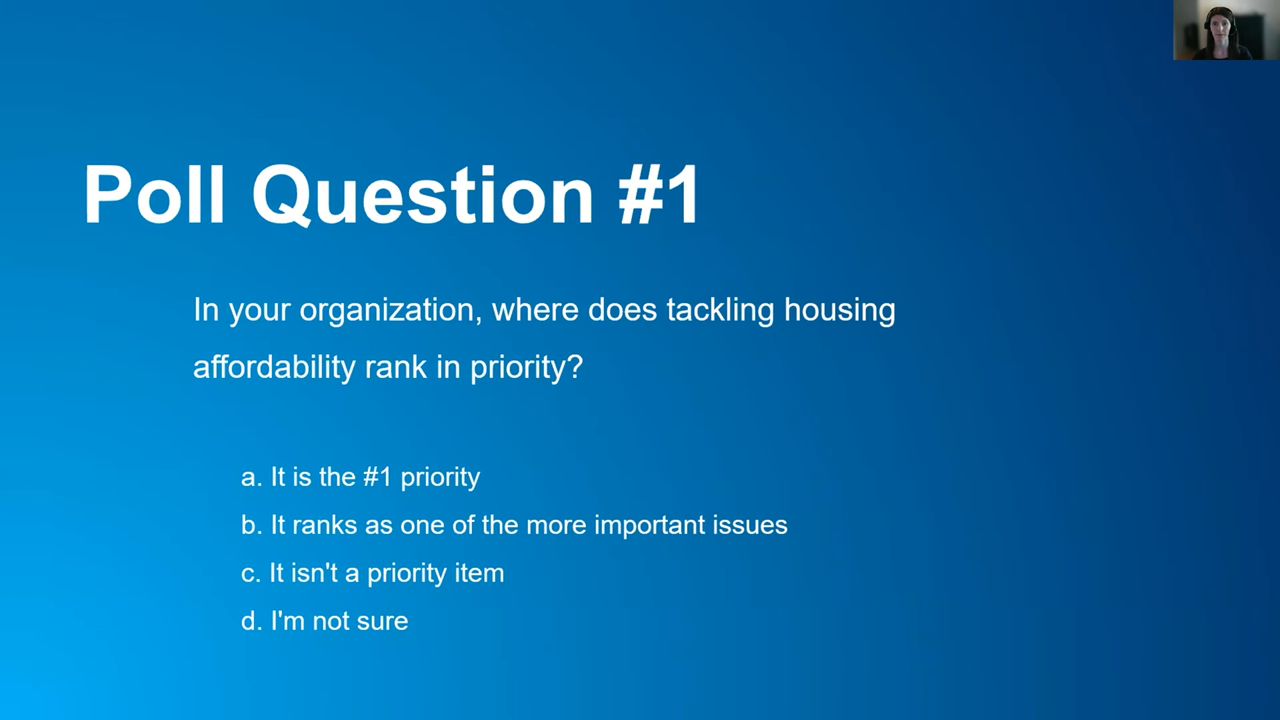 Poll Question #1
In your organization, where does tackling housing
affordability rank in priority?
a. It is the #1 priority
b. It ranks as one of the more important issues
c. It isn't a priority item
d. I'm not sure